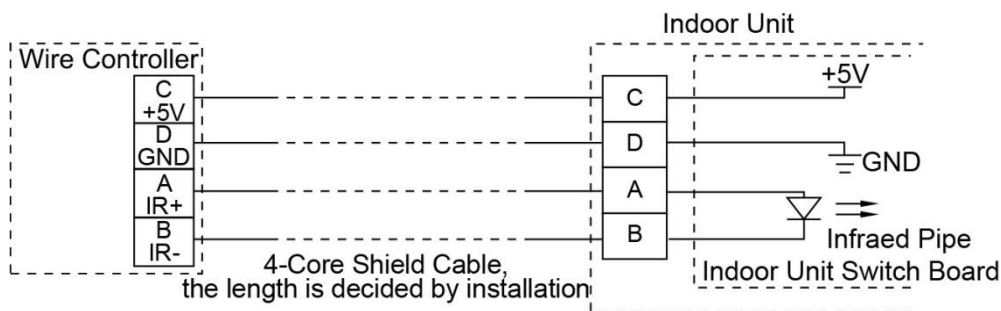 Indoor Unit
Wire Controller
C
+5V
D
GND
A
IR+
B
IR-
C
D
A
B
+5V
GND
Infraed Pipe
Indoor Unit Switch Board
4-Core Shield Cable,
the length is decided by installation